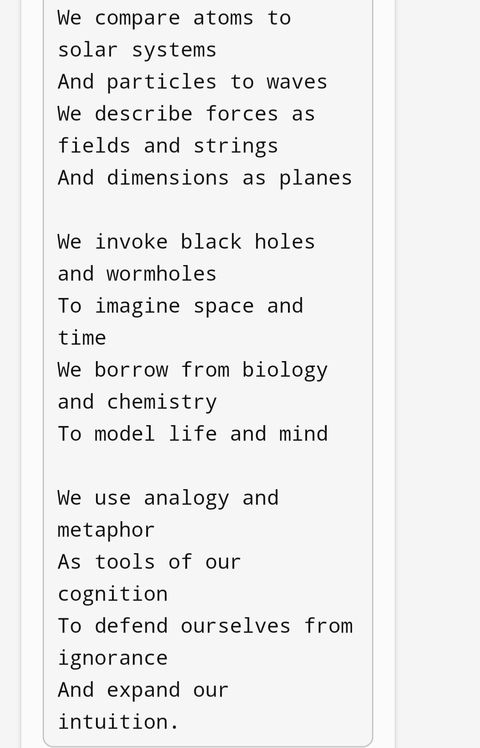 We compare atoms to
solar systems
And particles to waves
We describe forces as
fields and strings
And dimensions as planes

We invoke black holes
and wormholes
To imagine space and
time
We borrow from biology
and chemistry
To model life and mind

We use analogy and
metaphor
As tools of our
cognition
To defend ourselves from
ignorance
And expand our
intuition.